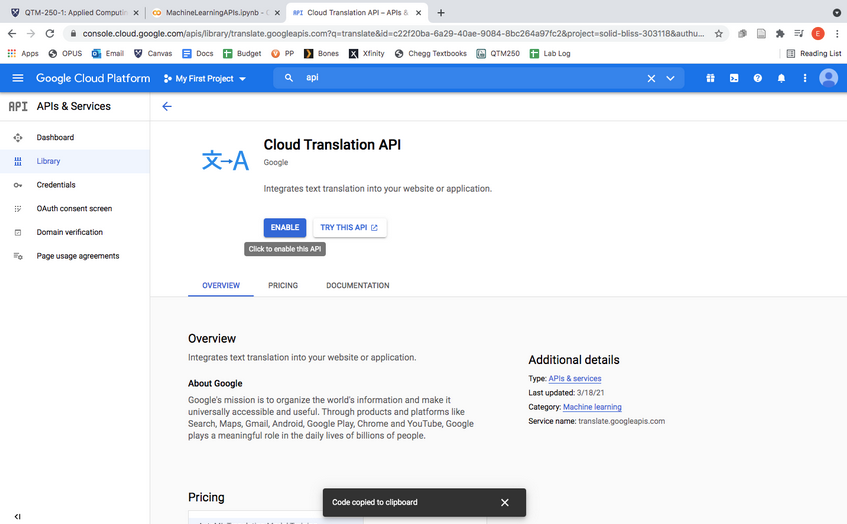 QTM-250-1: Applied Computin
MachineLearningAPIs.ipynb - C
API Cloud Translation API – APIs &
console.cloud.google.com/apis/library/translate.googleapis.com?q=translate&id=c22f20ba-6a29-40ae-9084-8bc264a97fc2&project=solid-bliss-303118&authu...
E
Apps
OPUS
Email
Canvas
Docs
Budget
PP
Bones
Xfinity
Chegg Textbooks
QTM250
Lab Log
Reading List
Google Cloud Platform
My First Project
api
API APIs & Services
Dashboard
Library
Credentials
OAuth consent screen
Domain verification
Page usage agreements
文 A
Cloud Translation API
Google
Integrates text translation into your website or application.
ENABLE
TRY THIS API
Click to enable this API
OVERVIEW
PRICING
DOCUMENTATION
Overview
Integrates text translation into your website or application.
About Google
Google's mission is to organize the world's information and make it
universally accessible and useful. Through products and platforms like
Search, Maps, Gmail, Android, Google Play, Chrome and YouTube, Google
plays a meaningful role in the daily lives of billions of people.
Additional details
Type: APIs & services
Last updated: 3/18/21
Category: Machine learning
Service name: translate.googleapis.com
Pricing
Code copied to clipboard